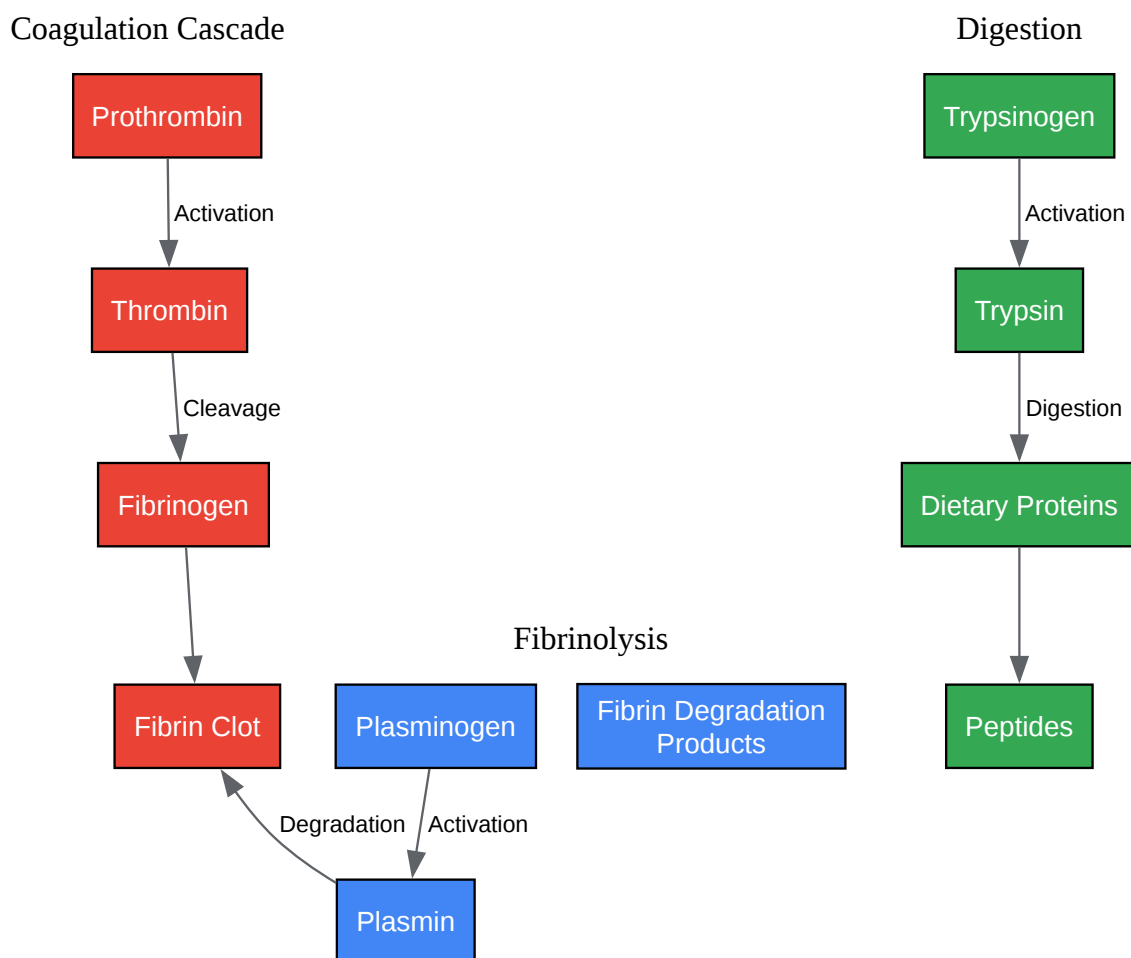 Coagulation Cascade
Digestion
Prothrombin
Trypsinogen
Activation
Activation
Thrombin
Trypsin
Cleavage
Digestion
Fibrinogen
Dietary Proteins
Fibrinolysis
Fibrin Clot
Plasminogen
Fibrin Degradation
Products
Peptides
Degradation
Activation
Plasmin